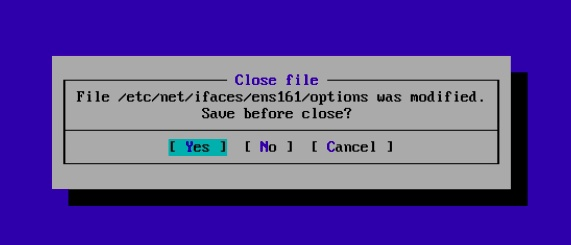 Close file
File /etc/net/ifaces/ens161/options was modified.
Save before close?
[ Yes ] [ No ] [ Cancel ]